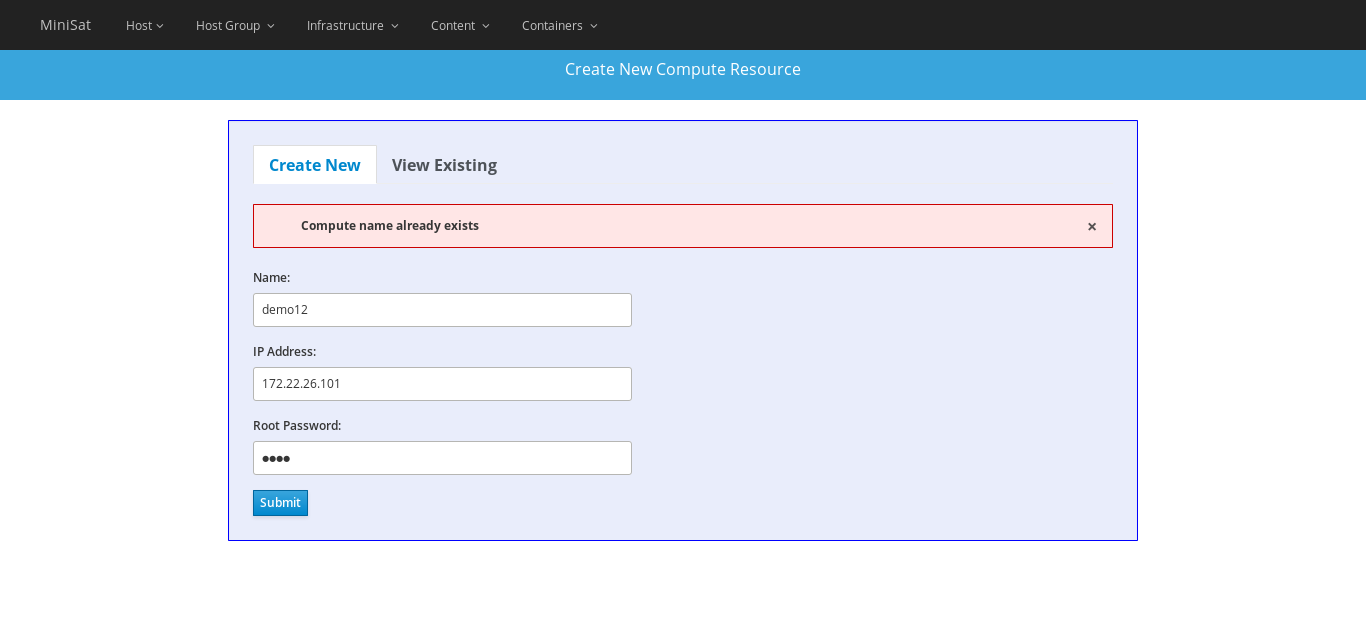 MiniSat Host Host Group Infrastructure Content Containers
Create New Compute Resource
Create New View Existing
Compute name already exists ×
Name:
demo12
IP Address:
172.22.26.101
Root Password:
●●●●
Submit